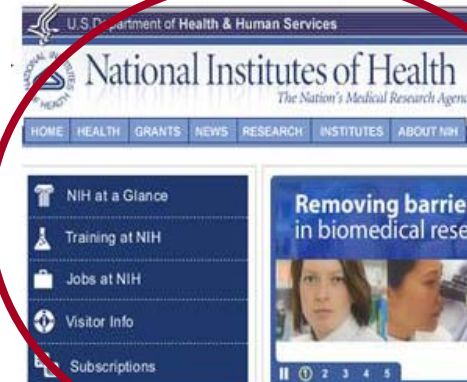 U.S. Department of Health & Human Services
National Institutes of Health
The Nation's Medical Research Agenc
HOME HEALTH GRANTS NEWS RESEARCH INSTITUTES ABOUT NIH
NIH at a Glance
Training at NIH
Jobs at NIH
Visitor Info
Subscriptions
Removing barrie
in biomedical rese
1 2 3 4 5